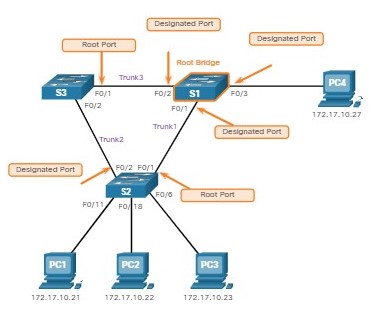 Designated Port
Designated Port
Root Port
Root Bridge
Trunk3
S3
F0/1
F0/2
S1
F0/3
PC4
F0/2
F0/1
172.17.10.27
Trunk1
Designated Port
Trunk2
Designated Port
F0/2
F0/1
S2
F0/6
Root Port
F0/11
F0/18
PC1
PC2
PC3
172.17.10.21
172.17.10.22
172.17.10.23